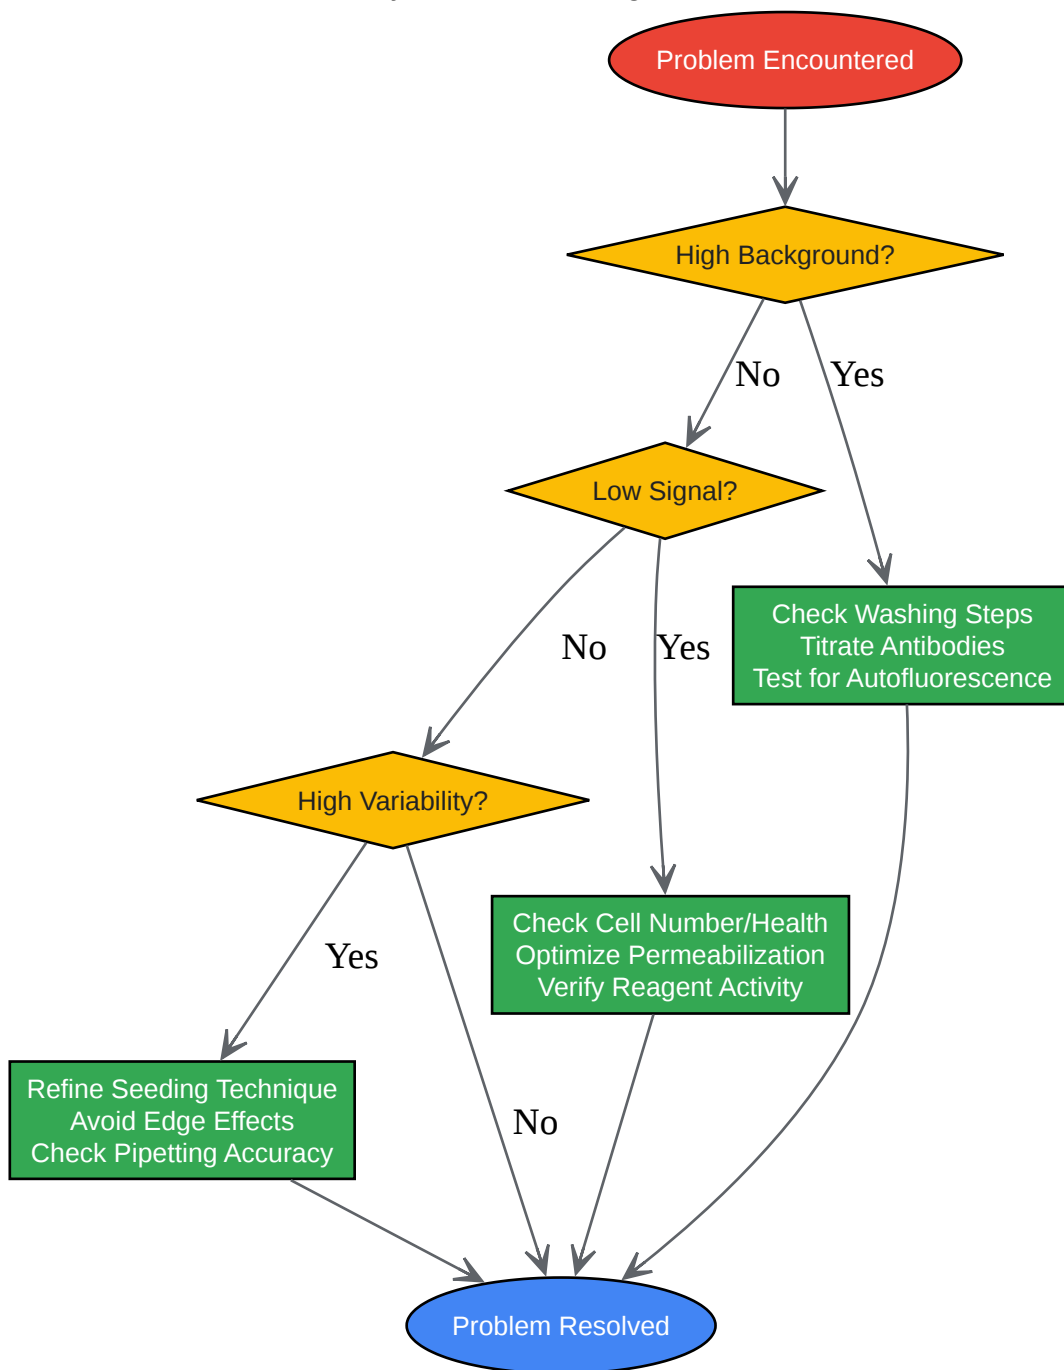 Problem Encountered
High Background?
No
Yes
Low Signal?
Check Washing Steps
Titrate Antibodies
Test for Autofluorescence
No
Yes
High Variability?
Check Cell Number/Health
Optimize Permeabilization
Verify Reagent Activity
Yes
Refine Seeding Technique
Avoid Edge Effects
Check Pipetting Accuracy
No
Problem Resolved